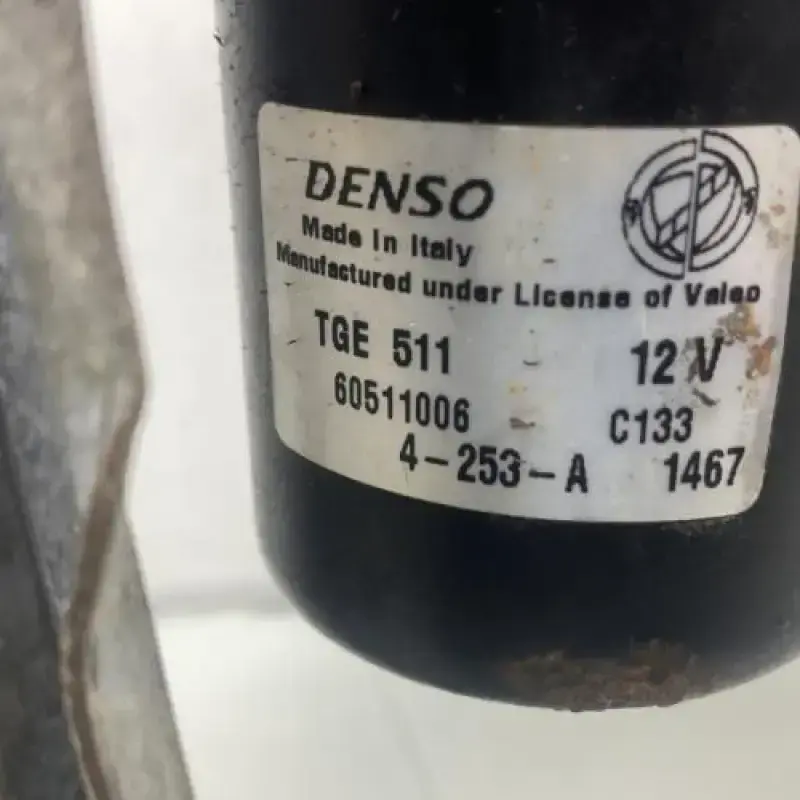 DENSO
Made In Italy
Manufactured under License of Valeo
TGE 511 12 V
60511006 C133
4-253-A 1467